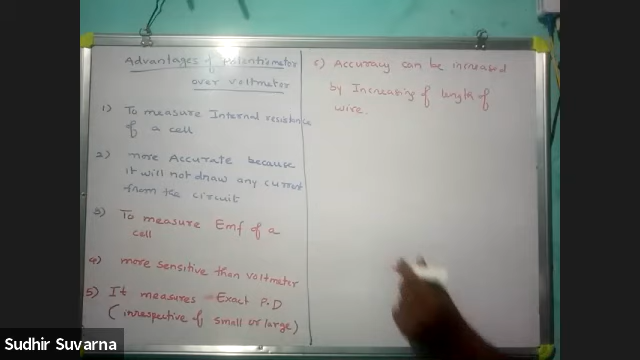 Advantages of potentiometer
over voltmeter
1) To measure Internal resistance
of a cell
2) more Accurate because
it will not draw any current
from the circuit
3) To measure Emf of a
cell
4) more sensitive than voltmeter
5) It measures Exact P.D
(irrespective of small or large)
6) Accuracy can be increased
by Increasing of length of
wire.
Sudhir Suvarna